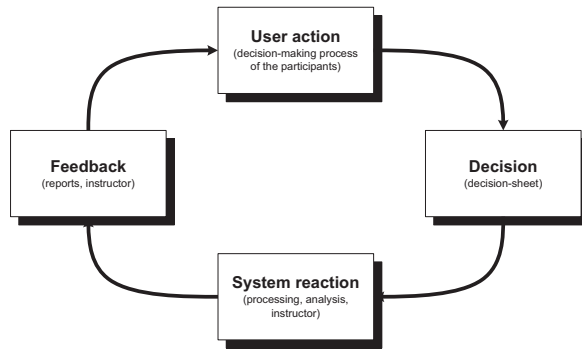 User action
(decision-making process
of the participants)
Feedback
(reports, instructor)
Decision
(decision-sheet)
System reaction
(processing, analysis,
instructor)